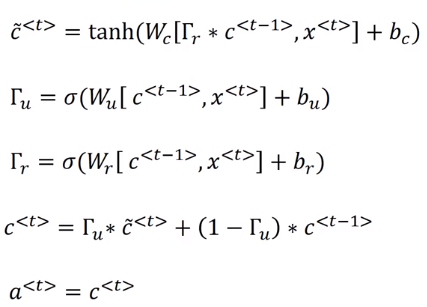 c̃^{<t>} = tanh(W_c[Γ_r * c^{<t−1>}, x^{<t>}] + b_c)
Γ_u = σ(W_u[ c^{<t−1>}, x^{<t>}] + b_u)
Γ_r = σ(W_r[ c^{<t−1>}, x^{<t>}] + b_r)
c^{<t>} = Γ_u * c̃^{<t>} + (1 − Γ_u) * c^{<t−1>}
a^{<t>} = c^{<t>}